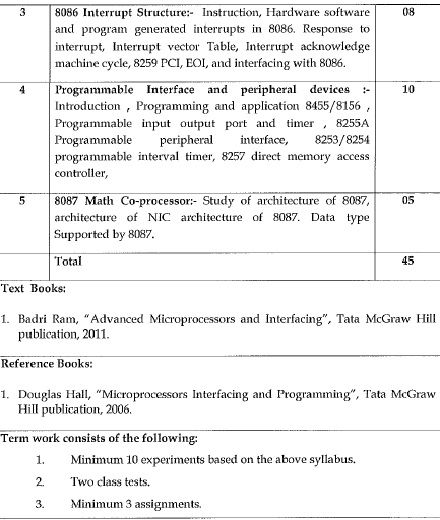 3 8086 Interrupt Structure:- Instruction, Hardware software 08
and program generated interrupts in 8086. Response to
interrupt, Interrupt vector Table, Interrupt acknowledge
machine cycle, 8259 PCI, EOI, and interfacing with 8086.
4 Programmable Interface and peripheral devices :- 10
Introduction , Programming and application 8455/8156 ,
Programmable input output port and timer , 8255A
Programmable peripheral interface, 8253/8254
programmable interval timer, 8257 direct memory access
controller,
5 8087 Math Co-processor:- Study of architecture of 8087, 05
architecture of NIC architecture of 8087. Data type
Supported by 8087.
Total 45
Text Books:
1. Badri Ram, “Advanced Microprocessors and Interfacing”, Tata McGraw Hill
publication, 2011.
Reference Books:
1. Douglas Hall, “Microprocessors Interfacing and Programming”, Tata McGraw
Hill publication, 2006.
Term work consists of the following:
1. Minimum 10 experiments based on the above syllabus.
2. Two class tests.
3. Minimum 3 assignments.